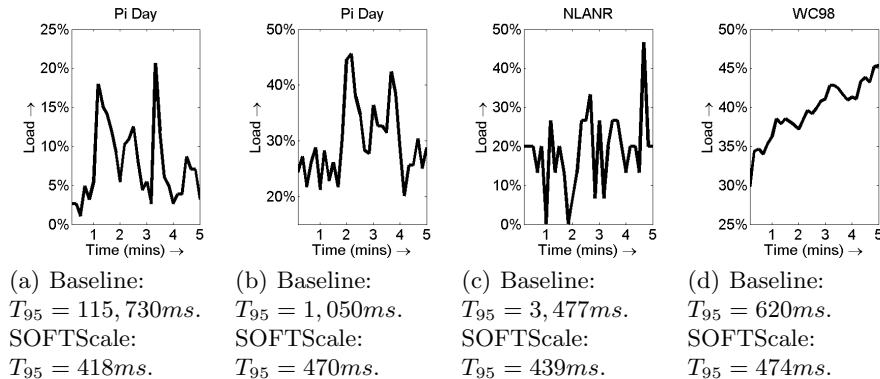 Pi Day
25%
20%
15%
10%
5%
0%
Load →
1 2 3 4 5
Time (mins) →
Pi Day
50%
40%
30%
20%
Load →
1 2 3 4 5
Time (mins) →
NLANR
50%
40%
30%
20%
10%
0%
Load →
1 2 3 4 5
Time (mins) →
WC98
50%
45%
40%
35%
30%
25%
Load →
1 2 3 4 5
Time (mins) →
(a) Baseline:
T95 = 115,730ms.
SOFTScale:
T95 = 418ms.
(b) Baseline:
T95 = 1,050ms.
SOFTScale:
T95 = 470ms.
(c) Baseline:
T95 = 3,477ms.
SOFTScale:
T95 = 439ms.
(d) Baseline:
T95 = 620ms.
SOFTScale:
T95 = 474ms.